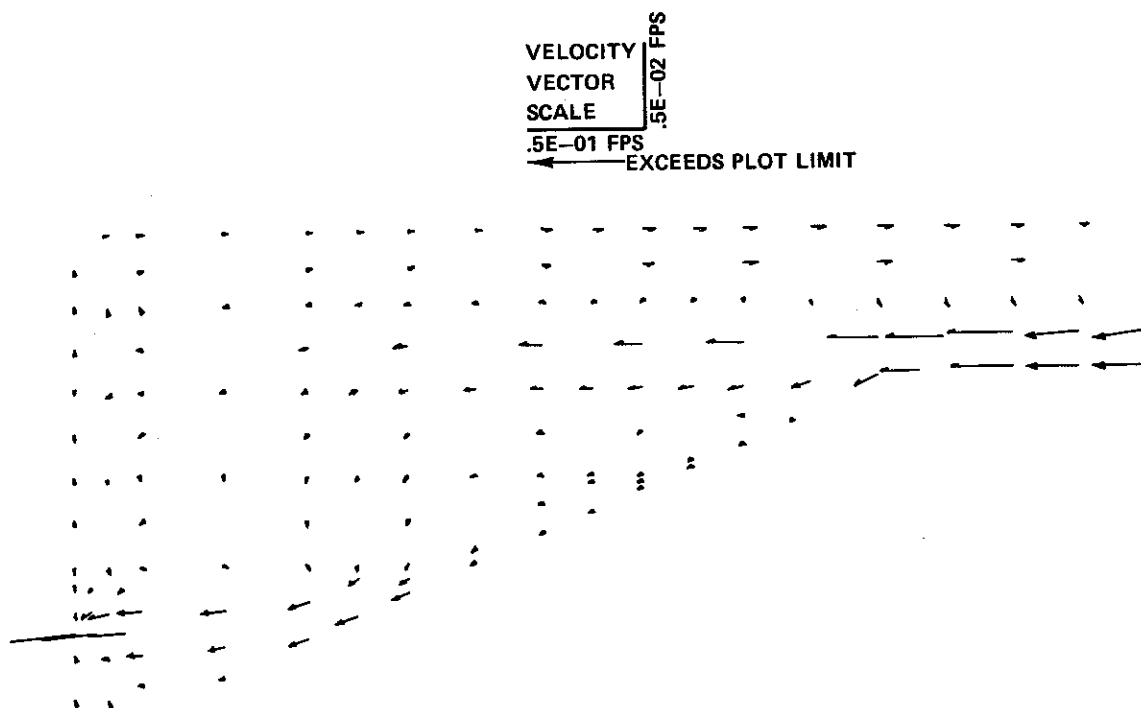 VELOCITY
VECTOR
SCALE
.5E–02 FPS
.5E–01 FPS
EXCEEDS PLOT LIMIT